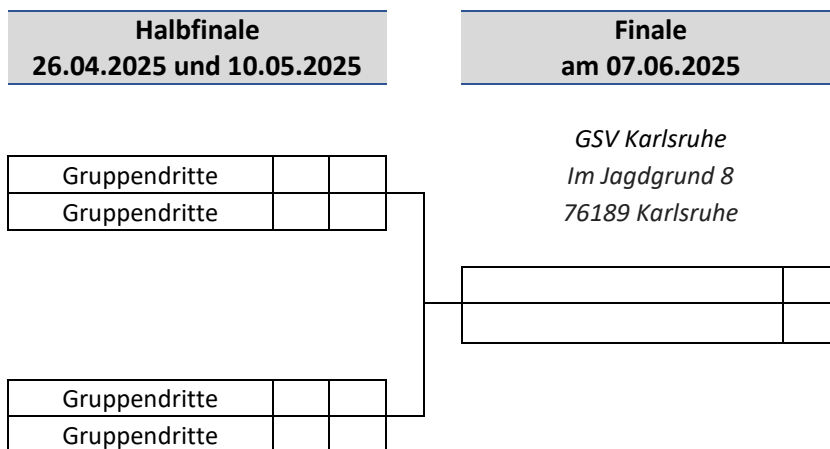 Halbfinale
26.04.2025 und 10.05.2025
Finale
am 07.06.2025
GSV Karlsruhe
Im Jagdgrund 8
76189 Karlsruhe
Gruppendritte
Gruppendritte
Gruppendritte
Gruppendritte